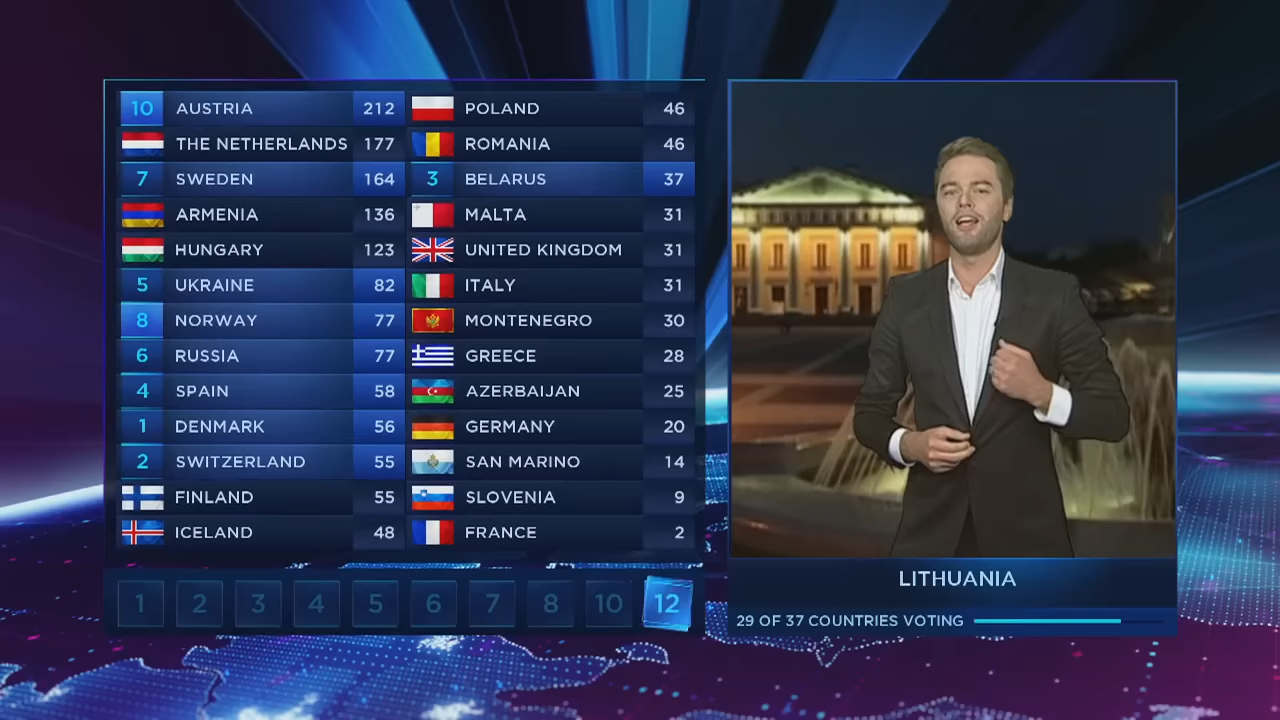 10 AUSTRIA 212
THE NETHERLANDS 177
7 SWEDEN 164
ARMENIA 136
HUNGARY 123
5 UKRAINE 82
8 NORWAY 77
6 RUSSIA 77
4 SPAIN 58
1 DENMARK 56
2 SWITZERLAND 55
FINLAND 55
ICELAND 48
POLAND 46
ROMANIA 46
3 BELARUS 37
MALTA 31
UNITED KINGDOM 31
ITALY 31
MONTENEGRO 30
GREECE 28
AZERBAIJAN 25
GERMANY 20
SAN MARINO 14
SLOVENIA 9
FRANCE 2
1 2 3 4 5 6 7 8 10 12
LITHUANIA
29 OF 37 COUNTRIES VOTING